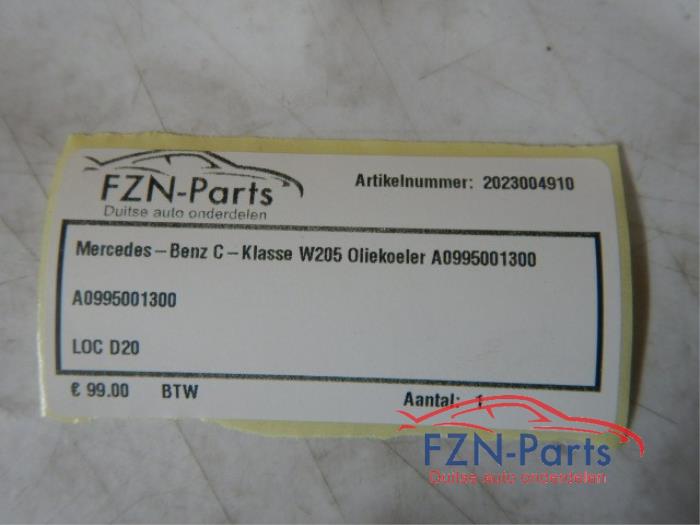 FZN-Parts
Duitse auto onderdelen
Artikelnummer: 2023004910
Mercedes-Benz C-Klasse W205 Oliekoeler A0995001300
A0995001300
LOC D20
€ 99.00 BTW
Aantal: 1
FZN-Parts
Duitse auto onderdelen